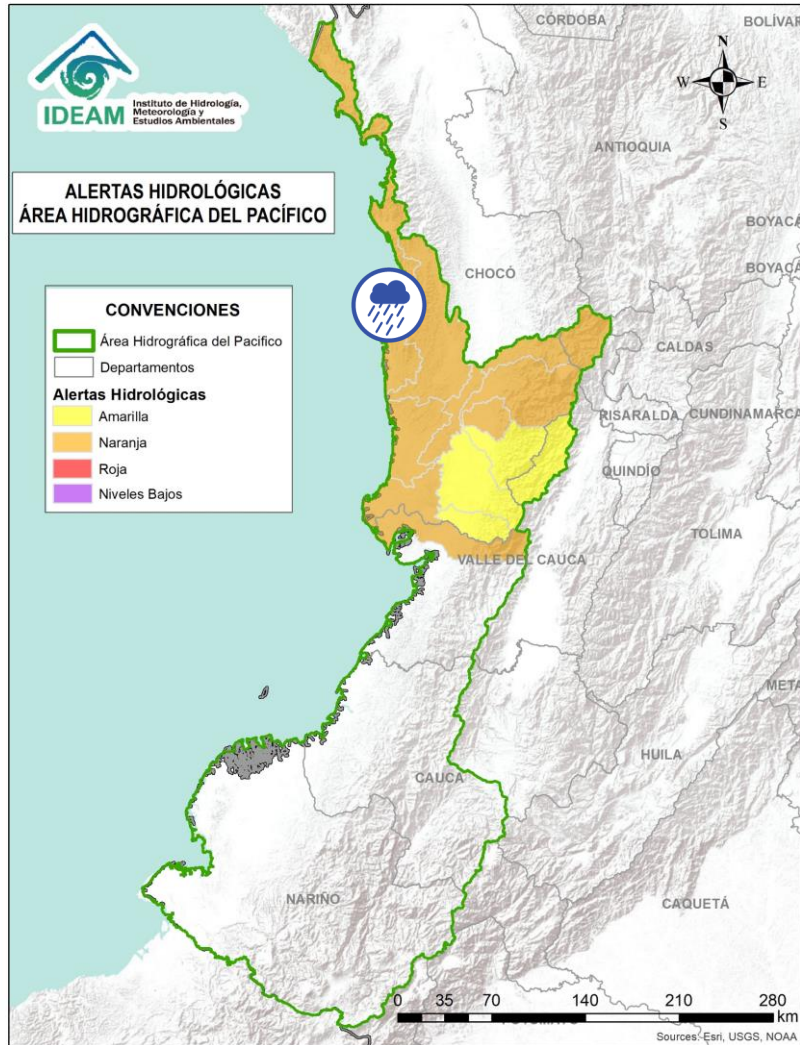 IDEAM
Instituto de Hidrología,
Meteorología y
Estudios Ambientales
ALERTAS HIDROLÓGICAS
ÁREA HIDROGRÁFICA DEL PACÍFICO
CONVENCIONES
Área Hidrográfica del Pacifico
Departamentos
Alertas Hidrológicas
Amarilla
Naranja
Roja
Niveles Bajos
CÓRDOBA
BOLÍVAR
N
W
E
S
ANTIOQUIA
BOYACÁ
BOYACÁ
CHOCÓ
CALDAS
RISARALDA
CUNDINAMARCA
QUINDÍO
TOLIMA
VALLE DEL CAUCA
META
HUILA
CAUCA
NARIÑO
CAQUETÁ
0 35 70 140 210 280
km
Sources: Esri, USGS, NOAA